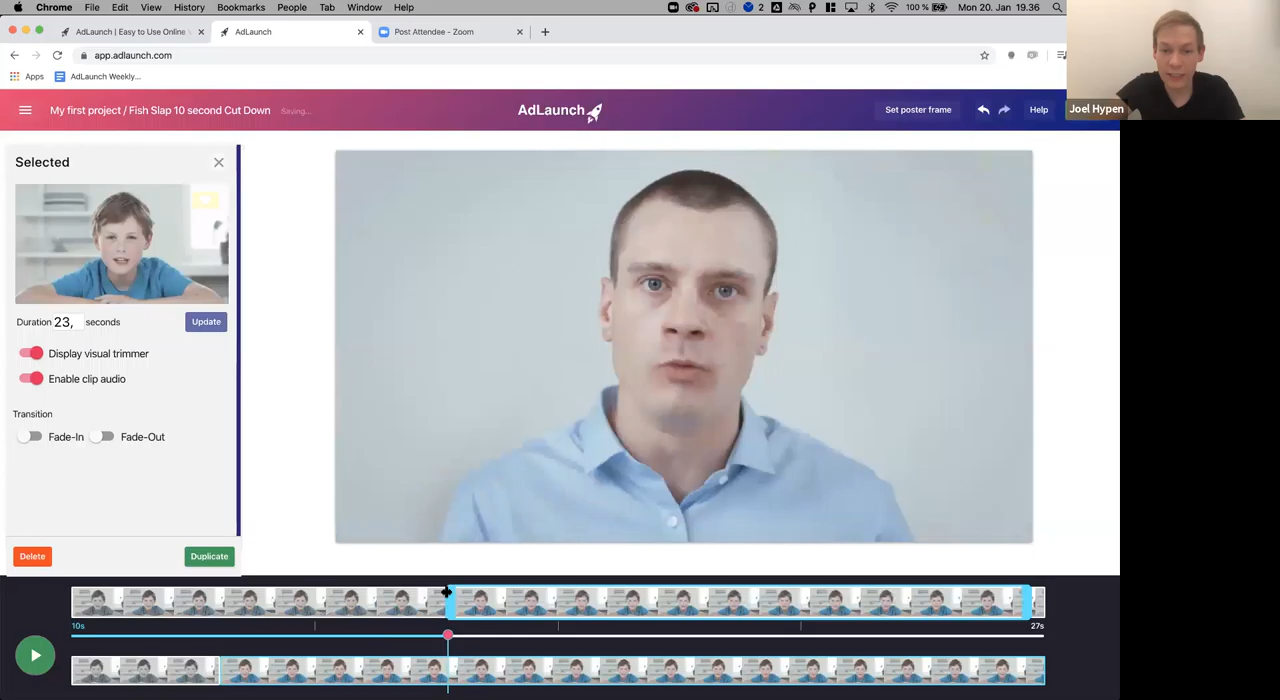 Chrome File Edit View History Bookmarks People Tab Window Help 2 100 % Mon 20. Jan 19.36
AdLaunch | Easy to Use Online AdLaunch Post Attendee - Zoom
app.adlaunch.com
Apps AdLaunch Weekly...
Joel Hypen
My first project / Fish Slap 10 second Cut Down Saving... AdLaunch Set poster frame Help
Selected
Duration 23, seconds Update
Display visual trimmer
Enable clip audio
Transition
Fade-In Fade-Out
Delete Duplicate
10s 27s